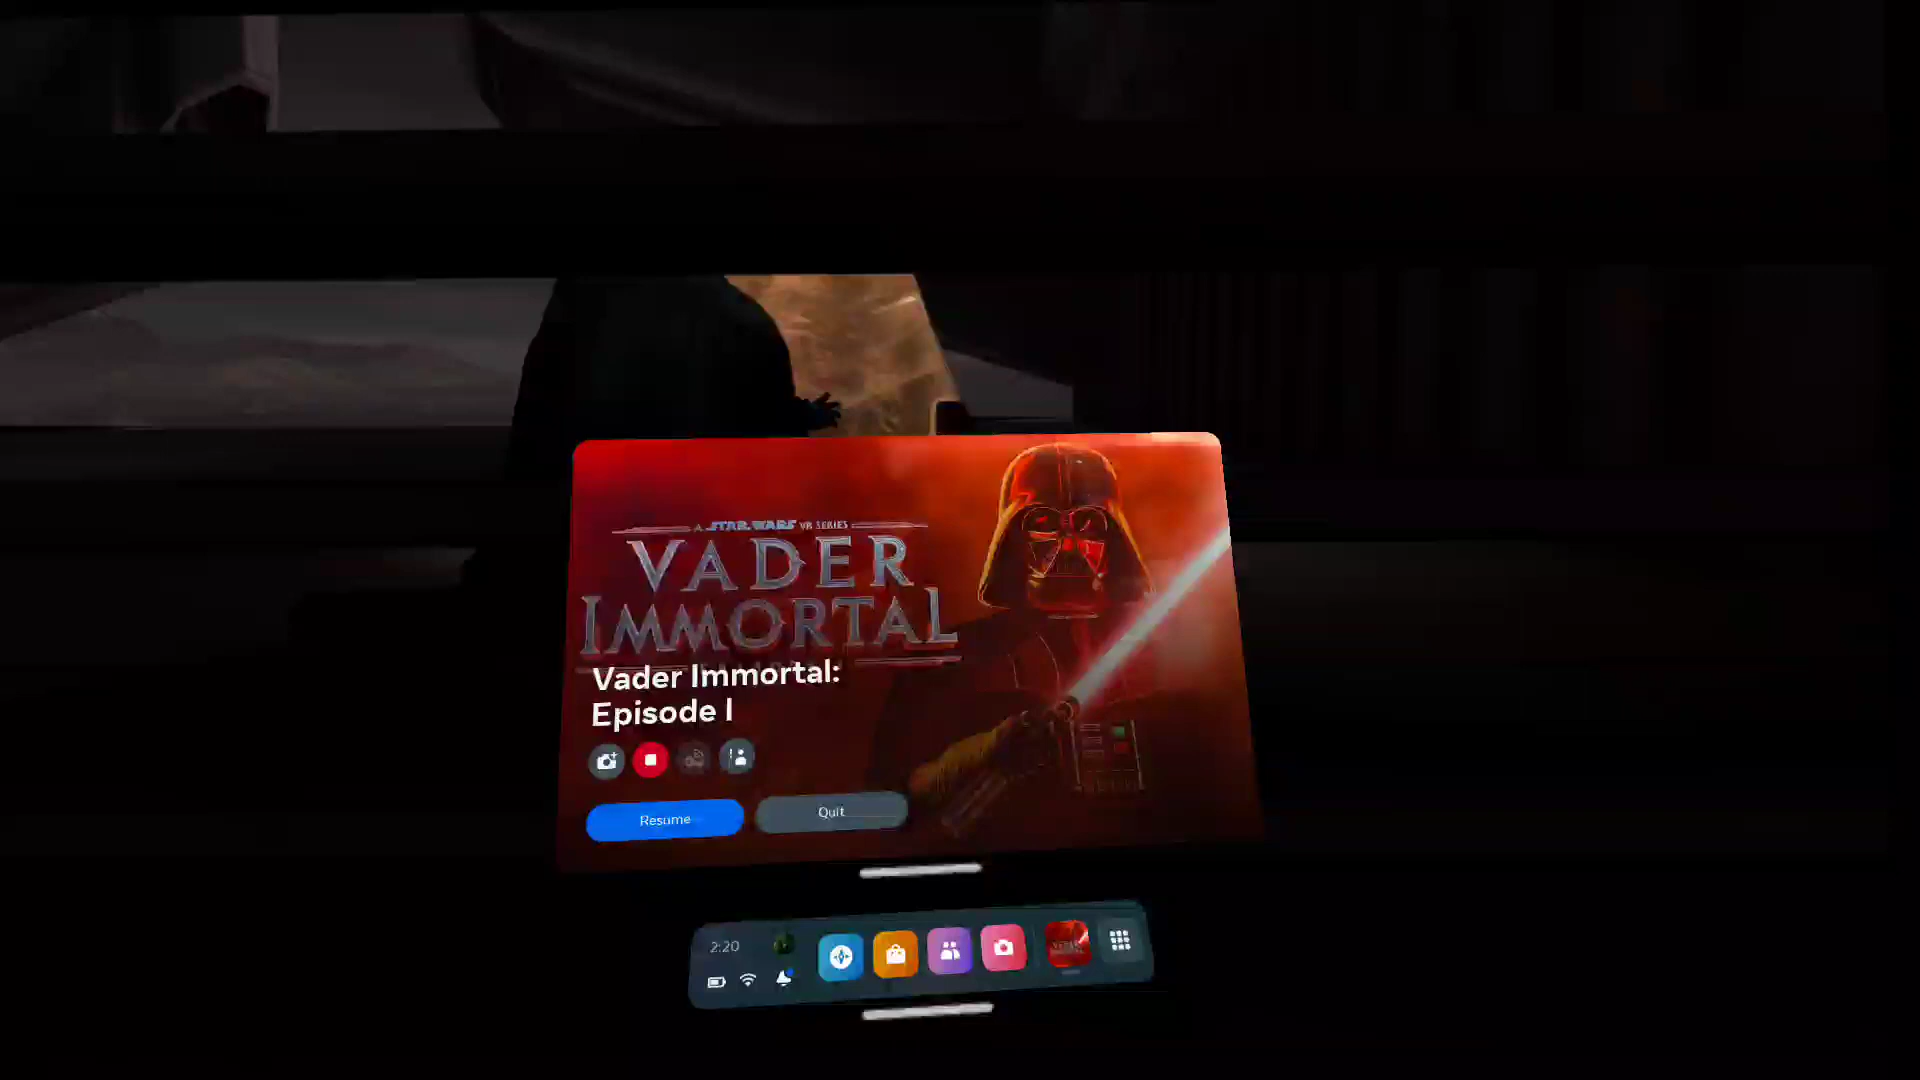 A STAR WARS VR SERIES
VADER
IMMORTAL
Vader Immortal:
Episode I
Resume
Quit
2:20